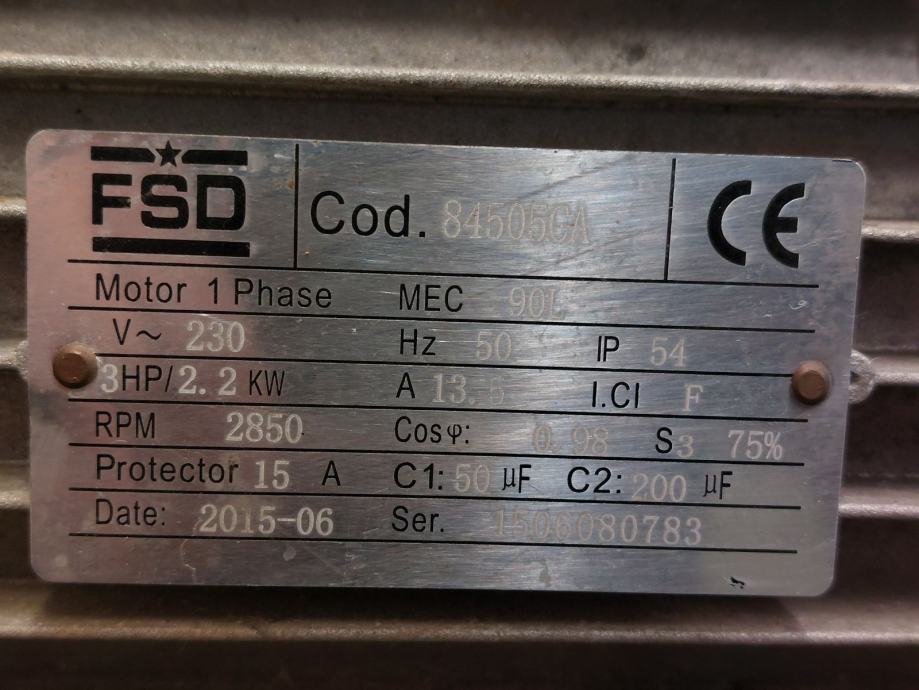 FSD
Cod. 84505CA
CE
Motor 1 Phase MEC 90L
V~ 230 Hz 50 IP 54
3HP/2.2 KW A 13.5 I.Cl F
RPM 2850 Cosφ: 0.98 S3 75%
Protector 15 A C1: 50 μF C2: 200 μF
Date: 2015-06 Ser. 1506080783